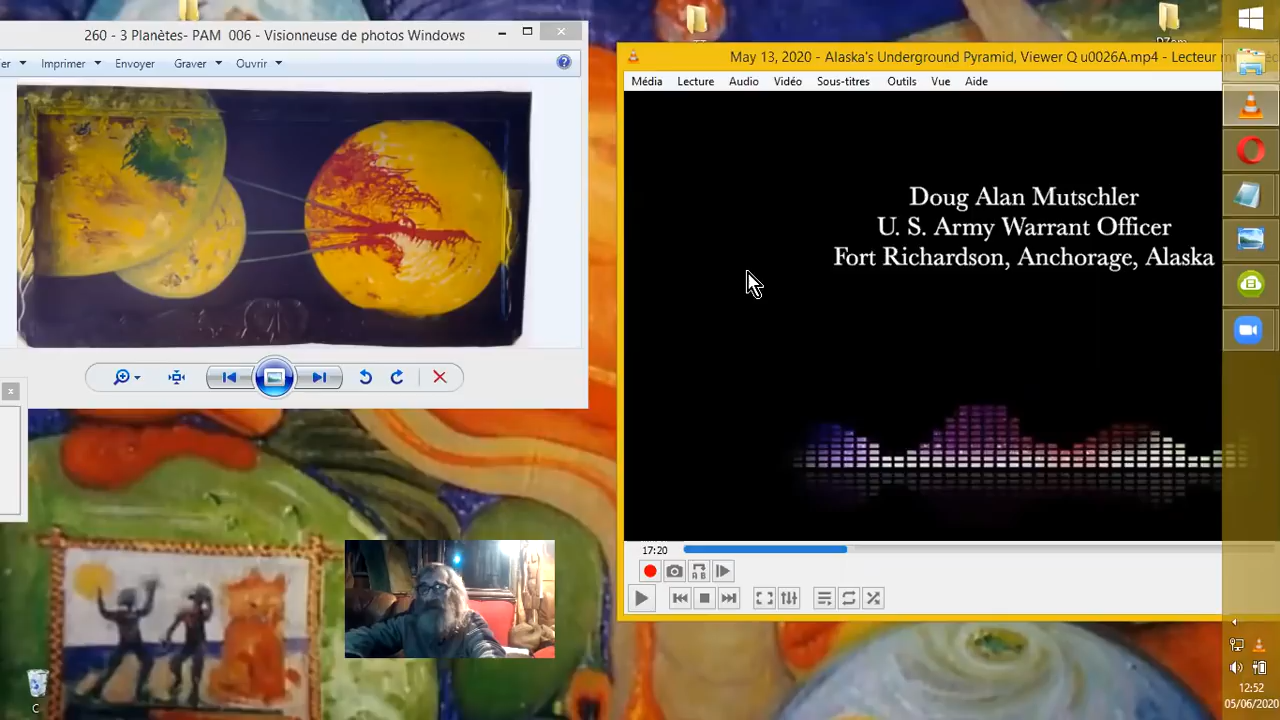 260 - 3 Planètes- PAM 006 - Visionneuse de photos Windows
er Imprimer Envoyer Graver Ouvrir
May 13, 2020 - Alaska's Underground Pyramid, Viewer Q u0026A.mp4 - Lecteur
Média Lecture Audio Vidéo Sous-titres Outils Vue Aide
Doug Alan Mutschler
U. S. Army Warrant Officer
Fort Richardson, Anchorage, Alaska
17:20
A B
C
12:52
05/06/2020